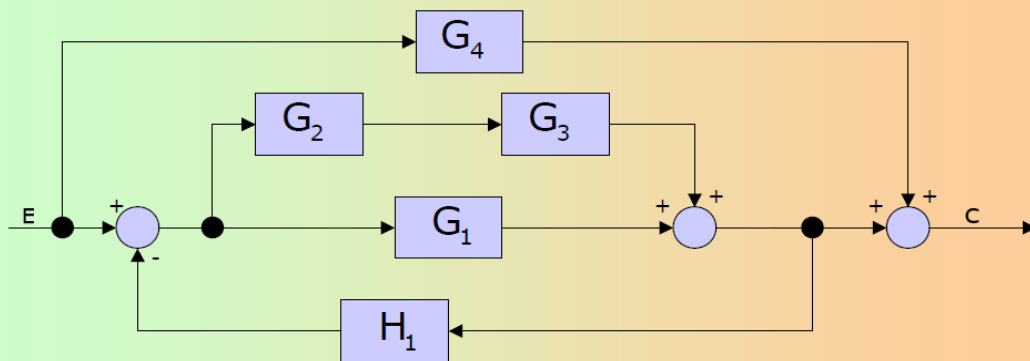 G₄
G₂ G₃
+ +
+ +
E + G₁ + + C
-
H₁